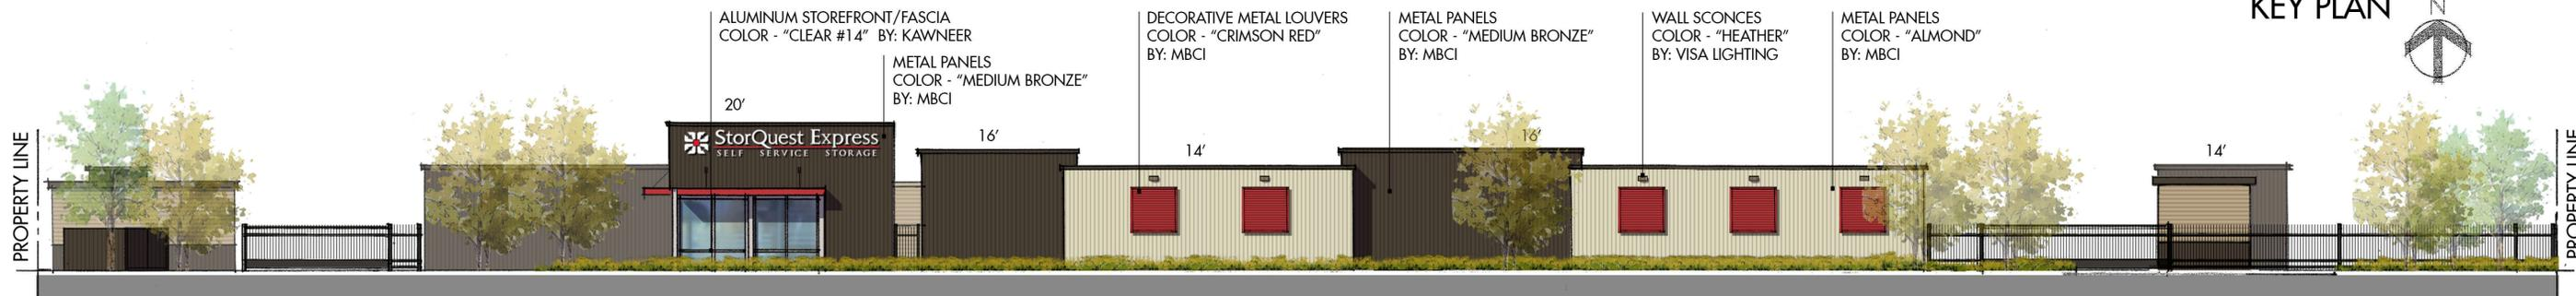 KEY PLAN
N
ALUMINUM STOREFRONT/FASCIA
COLOR - “CLEAR #14” BY: KAWNEER
METAL PANELS
COLOR - “MEDIUM BRONZE”
BY: MBCI
DECORATIVE METAL LOUVERS
COLOR - “CRIMSON RED”
BY: MBCI
METAL PANELS
COLOR - “MEDIUM BRONZE”
BY: MBCI
WALL SCONCES
COLOR - “HEATHER”
BY: VISA LIGHTING
METAL PANELS
COLOR - “ALMOND”
BY: MBCI
PROPERTY LINE
20’
StorQuest Express
SELF SERVICE STORAGE
16’
14’
16’
14’
PROPERTY LINE